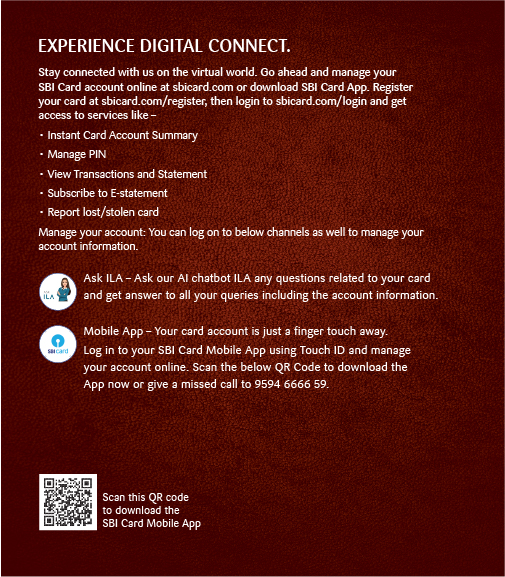 EXPERIENCE DIGITAL CONNECT.
Stay connected with us on the virtual world. Go ahead and manage your
SBI Card account online at sbicard.com or download SBI Card App. Register
your card at sbicard.com/register, then login to sbicard.com/login and get
access to services like –
• Instant Card Account Summary
• Manage PIN
• View Transactions and Statement
• Subscribe to E-statement
• Report lost/stolen card
Manage your account: You can log on to below channels as well to manage your
account information.
ASK
ILA
Ask ILA – Ask our AI chatbot ILA any questions related to your card
and get answer to all your queries including the account information.
SBI card
Mobile App – Your card account is just a finger touch away.
Log in to your SBI Card Mobile App using Touch ID and manage
your account online. Scan the below QR Code to download the
App now or give a missed call to 9594 6666 59.
Scan this QR code
to download the
SBI Card Mobile App